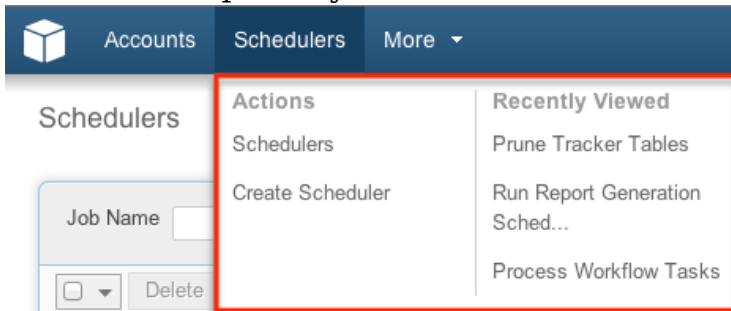 Accounts Schedulers More
Schedulers
Actions
Schedulers
Create Scheduler
Recently Viewed
Prune Tracker Tables
Run Report Generation
Sched...
Process Workflow Tasks
Job Name
Delete